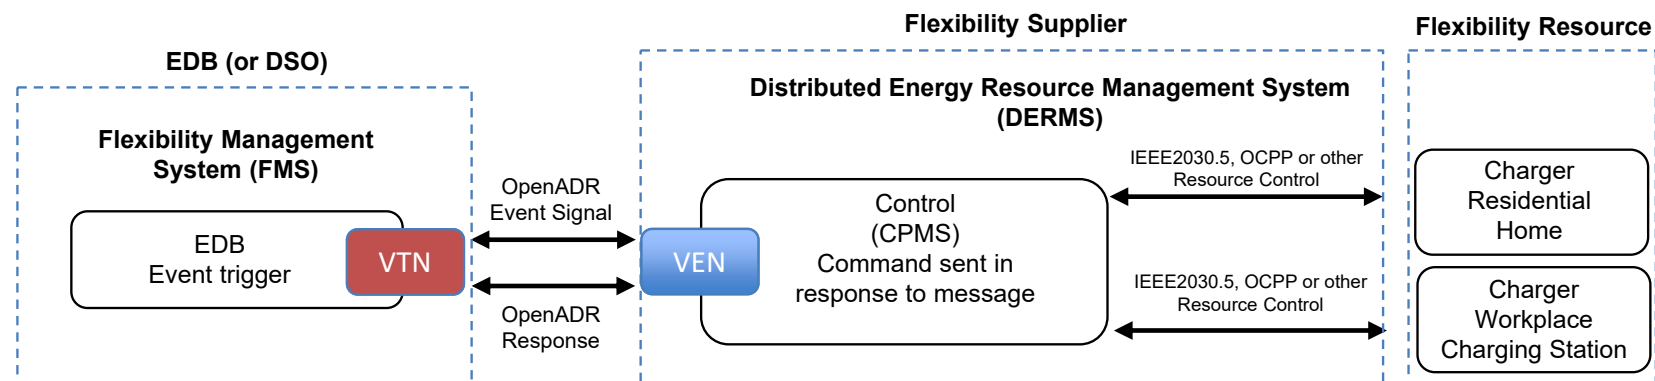 EDB (or DSO)
Flexibility Management
System (FMS)
EDB
Event trigger
VTN
OpenADR
Event Signal
OpenADR
Response
Flexibility Supplier
Distributed Energy Resource Management System
(DERMS)
VEN
Control
(CPMS)
Command sent in
response to message
IEEE2030.5, OCPP or other
Resource Control
IEEE2030.5, OCPP or other
Resource Control
Flexibility Resource
Charger
Residential
Home
Charger
Workplace
Charging Station